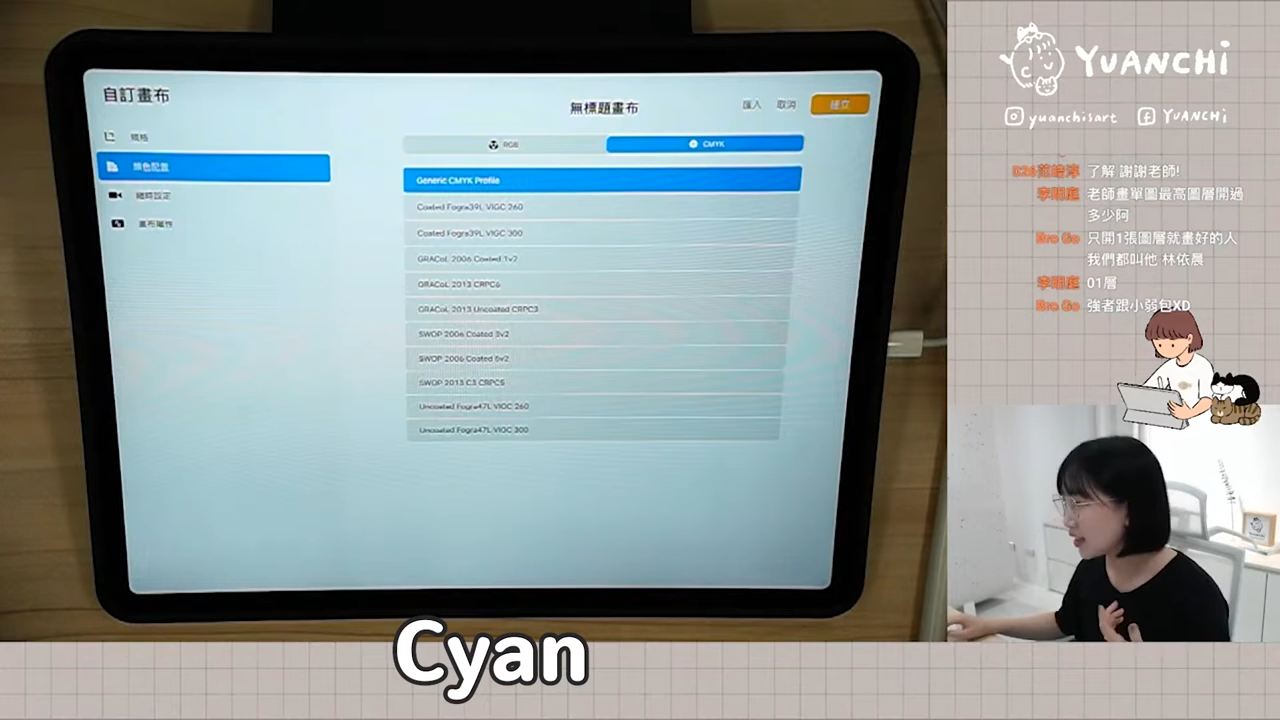 自訂畫布
無標題畫布
匯入
取消
建立
規格
顏色配置
縮時設定
畫布屬性
RGB
CMYK
Generic CMYK Profile
Coated Fogra39L VIGC 260
Coated Fogra39L VIGC 300
GRACoL 2006 Coated 1v2
GRACoL 2013 CRPC6
GRACoL 2013 Uncoated CRPC3
SWOP 2006 Coated 3v2
SWOP 2006 Coated 5v2
SWOP 2013 C3 CRPC5
Uncoated Fogra47L VIGC 260
Uncoated Fogra47L VIGC 300
YUANCHi
yuanchisart
YUANCHi
了解 謝謝老師!
老師畫單圖最高圖層開過
多少阿
Bro Go 只開1張圖層就畫好的人
我們都叫他 林依晨
01層
Bro Go 強者跟小弱包XD
Cyan